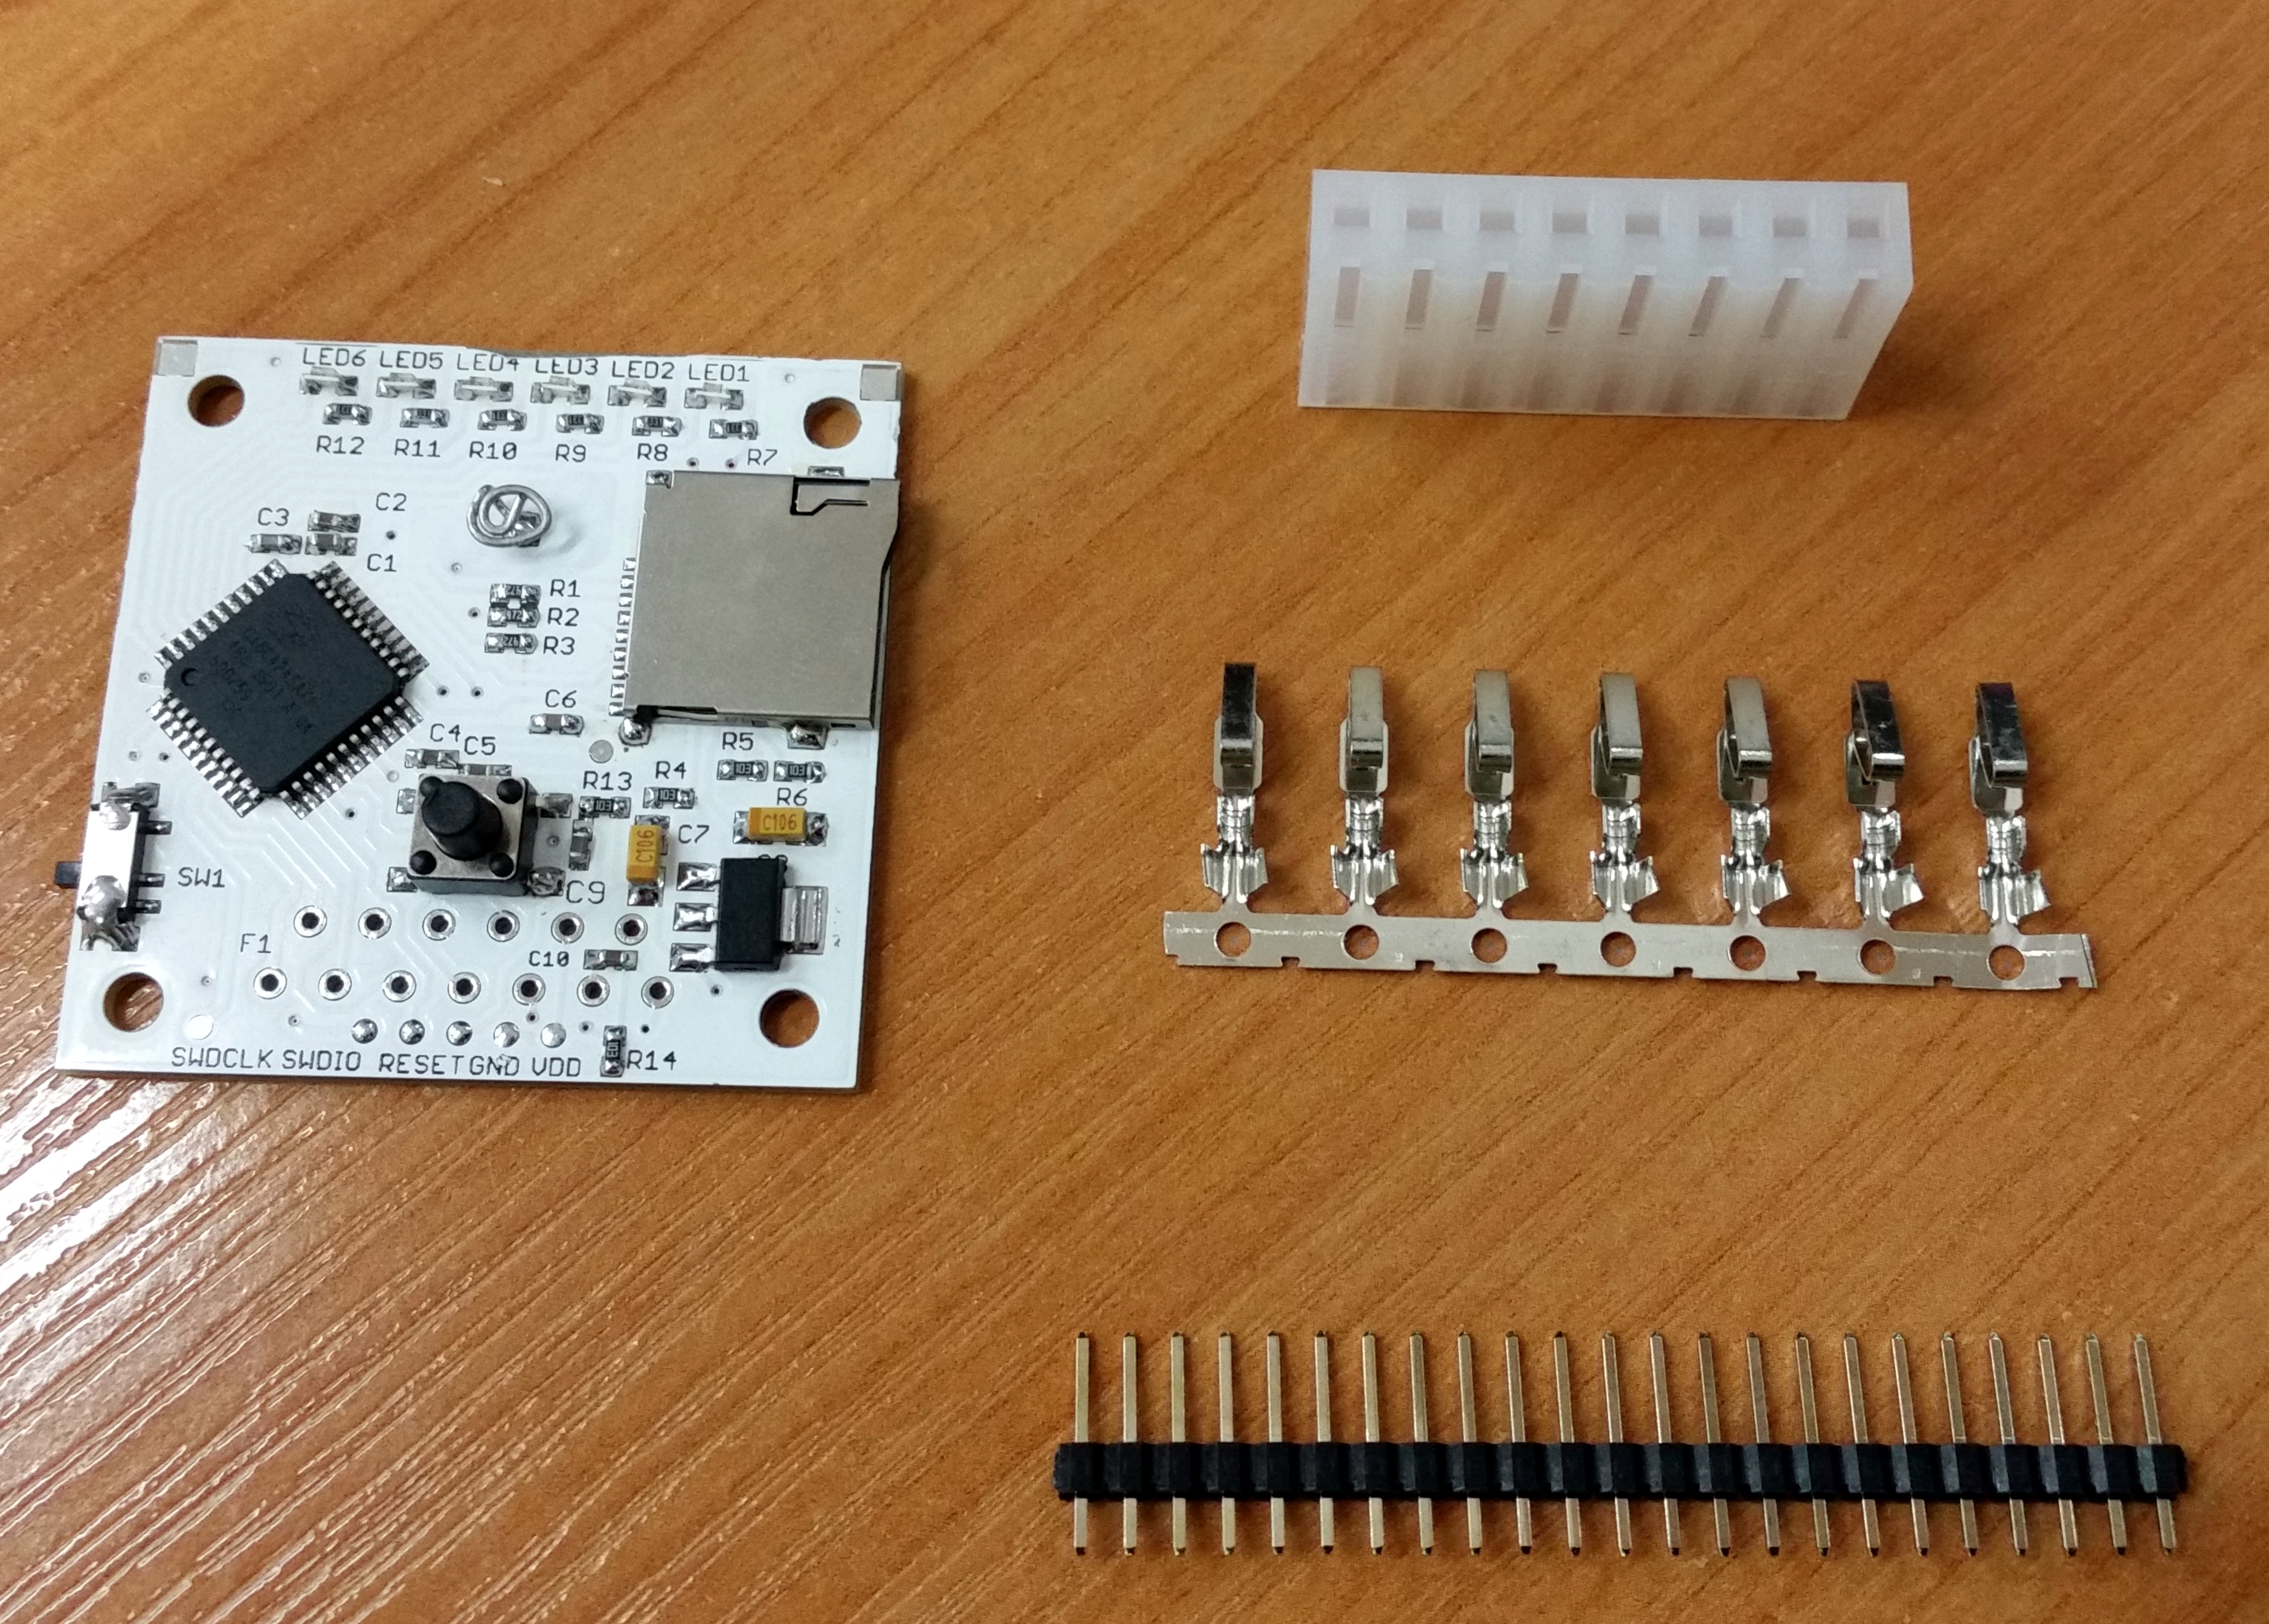 LED6 LED5 LED4 LED3 LED2 LED1
R12 R11 R10 R9 R8 R7
C2
C3
C1
R1
R2
R3
C6
C4 C5
R5
R13 R4
103 103
R6
C106
C106
C7
SW1
C9
F1
C10
SWDCLK SWDIO RESET GND VDD R14